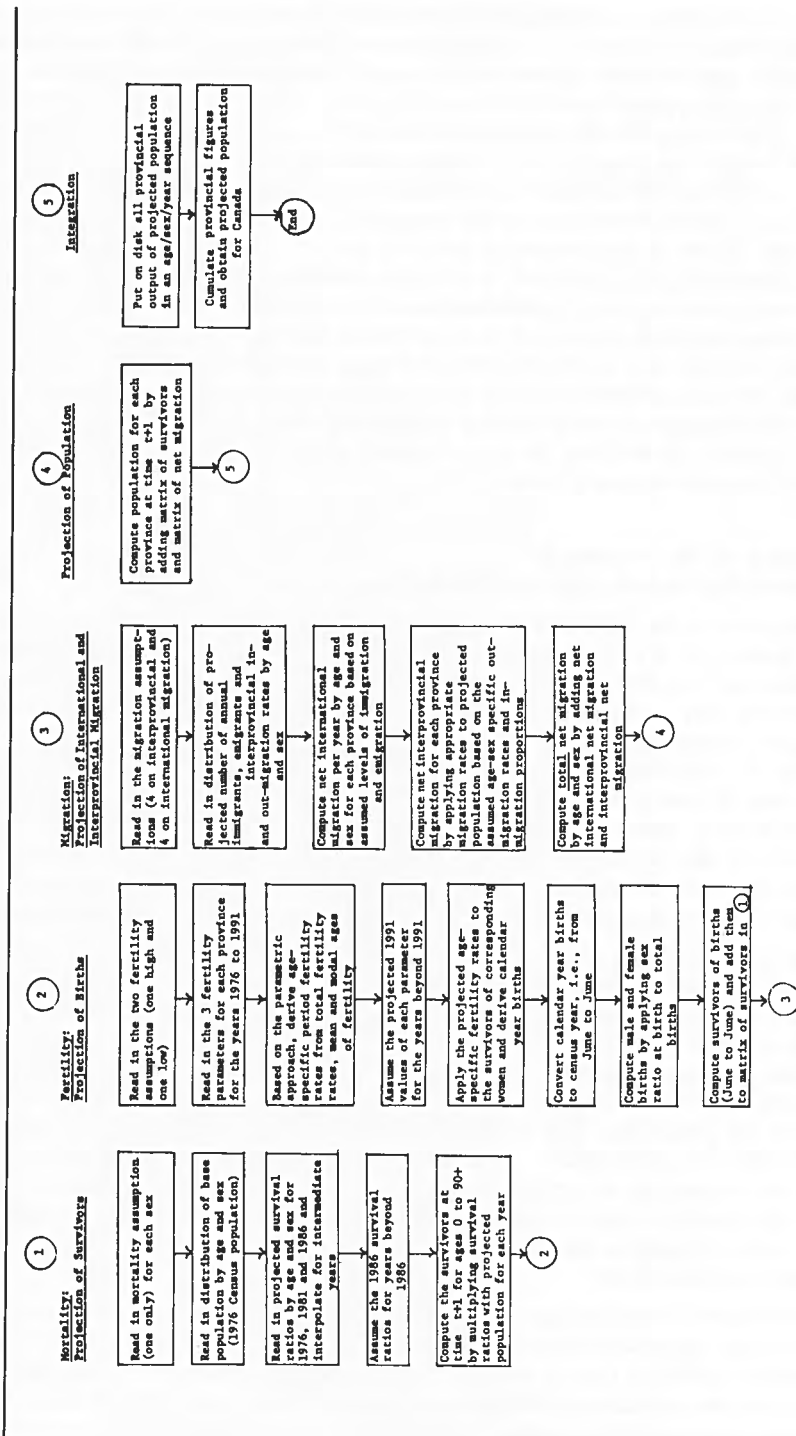 1
Mortality:
Projection of Survivors
Read in mortality assumption
(one only) for each sex
Read in distribution of base
population by age and sex
(1976 Census population)
Read in projected survival
ratios by age and sex for
1976, 1981 and 1986 and
interpolate for intermediate
years
Assume the 1986 survival
ratios for years beyond
1986
Compute the survivors at
time t+1 for ages 0 to 90+
by multiplying survival
ratios with projected
population for each year
2
2
Fertility:
Projection of Births
Read in the two fertility
assumptions (one high and
one low)
Read in the 3 fertility
parameters for each province
for the years 1976 to 1991
Based on the parametric
approach, derive age-
specific period fertility
rates from total fertility
rates, mean and modal ages
of fertility
Assume the projected 1991
values of each parameter
for the years beyond 1991
Apply the projected age-
specific fertility rates to
the survivors of corresponding
women and derive calendar
year births
Convert calendar year births
to census year, i.e., from
June to June
Compute male and female
births by applying sex
ratio at birth to total
births
Compute survivors of births
(June to June) and add them
to matrix of survivors in 1
3
3
Migration:
Projection of International and
Interprovincial Migration
Read in the migration assumpt-
ions (4 on interprovincial and
4 on international migration)
Read in distribution of pro-
jected number of annual
immigrants, emigrants and
interprovincial in-
and out-migration rates by age
and sex
Compute net international
migration per year by age and
sex for each province based on
assumed levels of immigration
and emigration
Compute net interprovincial
migration for each province
by applying appropriate
migration rates to projected
population based on the
assumed age-sex specific out-
migration rates and in-
migration proportions
Compute total net migration
by age and sex by adding net
international net migration
and interprovincial net
migration
4
4
Projection of Population
Compute population for each
province at time t+1 by
adding matrix of survivors
and matrix of net migration
5
5
Integration
Put on disk all provincial
output of projected population
in an age/sex/year sequence
Cumulate provincial figures
and obtain projected population
for Canada
End